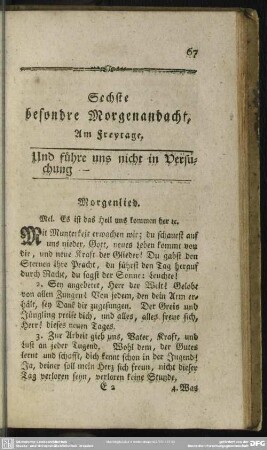 67
Sechste
besondre Morgenandacht,
Am Freytage,
Und führe uns nicht in Versu-
chung —
Morgenlied.
Mel. Es ist das Heil uns kommen her ꝛc.
Mit Munterkeit erwachen wir; du schauest auf
uns nieder, Gott, neues Leben kommt von
dir, und neue Kraft der Glieder! Du gabst den
Sternen ihre Pracht, du führest den Tag herauf
durch Nacht, du sagst der Sonne: Leuchte!
2. Sey angebetet, Herr der Welt! Gelobt
von allen Zungen! Von jedem, den dein Arm er-
hält, sey Dank dir zugesungen. Der Greis und
Jüngling preise dich, und alles, alles freue sich,
Herr! dieses neuen Tages.
3. Zur Arbeit gieb uns, Vater, Kraft, und
Lust an jeder Tugend. Wohl dem, der Gutes
lernt und schafft, dich kennt schon in der Jugend!
Ja, deiner soll mein Herz sich freun, nicht dieser
Tag verloren seyn, verloren keine Stunde,
E 2
4. Was